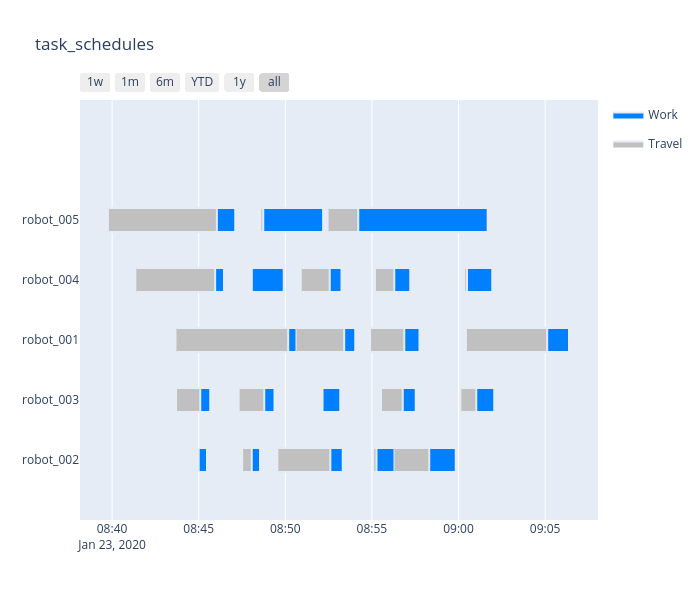 task_schedules
1w 1m 6m YTD 1y all
Work
Travel
robot_005
robot_004
robot_001
robot_003
robot_002
08:40 08:45 08:50 08:55 09:00 09:05
Jan 23, 2020